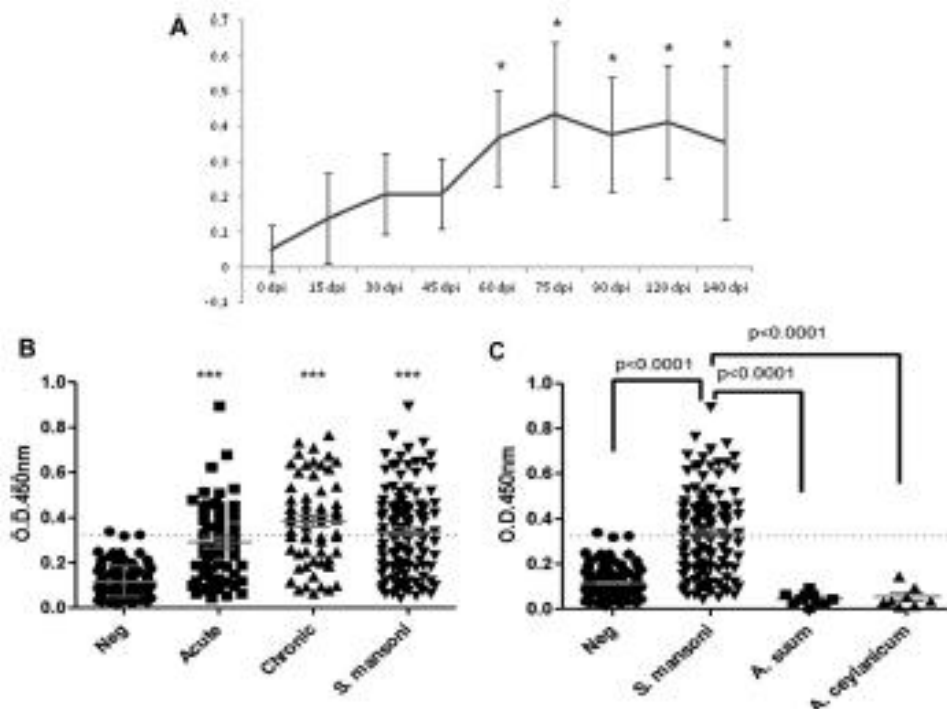 A
0.7
*
*
*
*
*
0.6
0.5
0.4
0.3
0.2
0.1
0
-0.1
0 dpi 15 dpi 30 dpi 45 dpi 60 dpi 75 dpi 90 dpi 120 dpi 140 dpi
B
*** *** ***
1.0
0.8
0.6
0.4
0.2
0.0
O.D.450nm
Neg Acute Chronic S. mansoni
C
p<0.0001
p<0.0001 p<0.0001
1.0
0.8
0.6
0.4
0.2
0.0
O.D.450nm
Neg S. mansoni A. suum A. ceylanicum